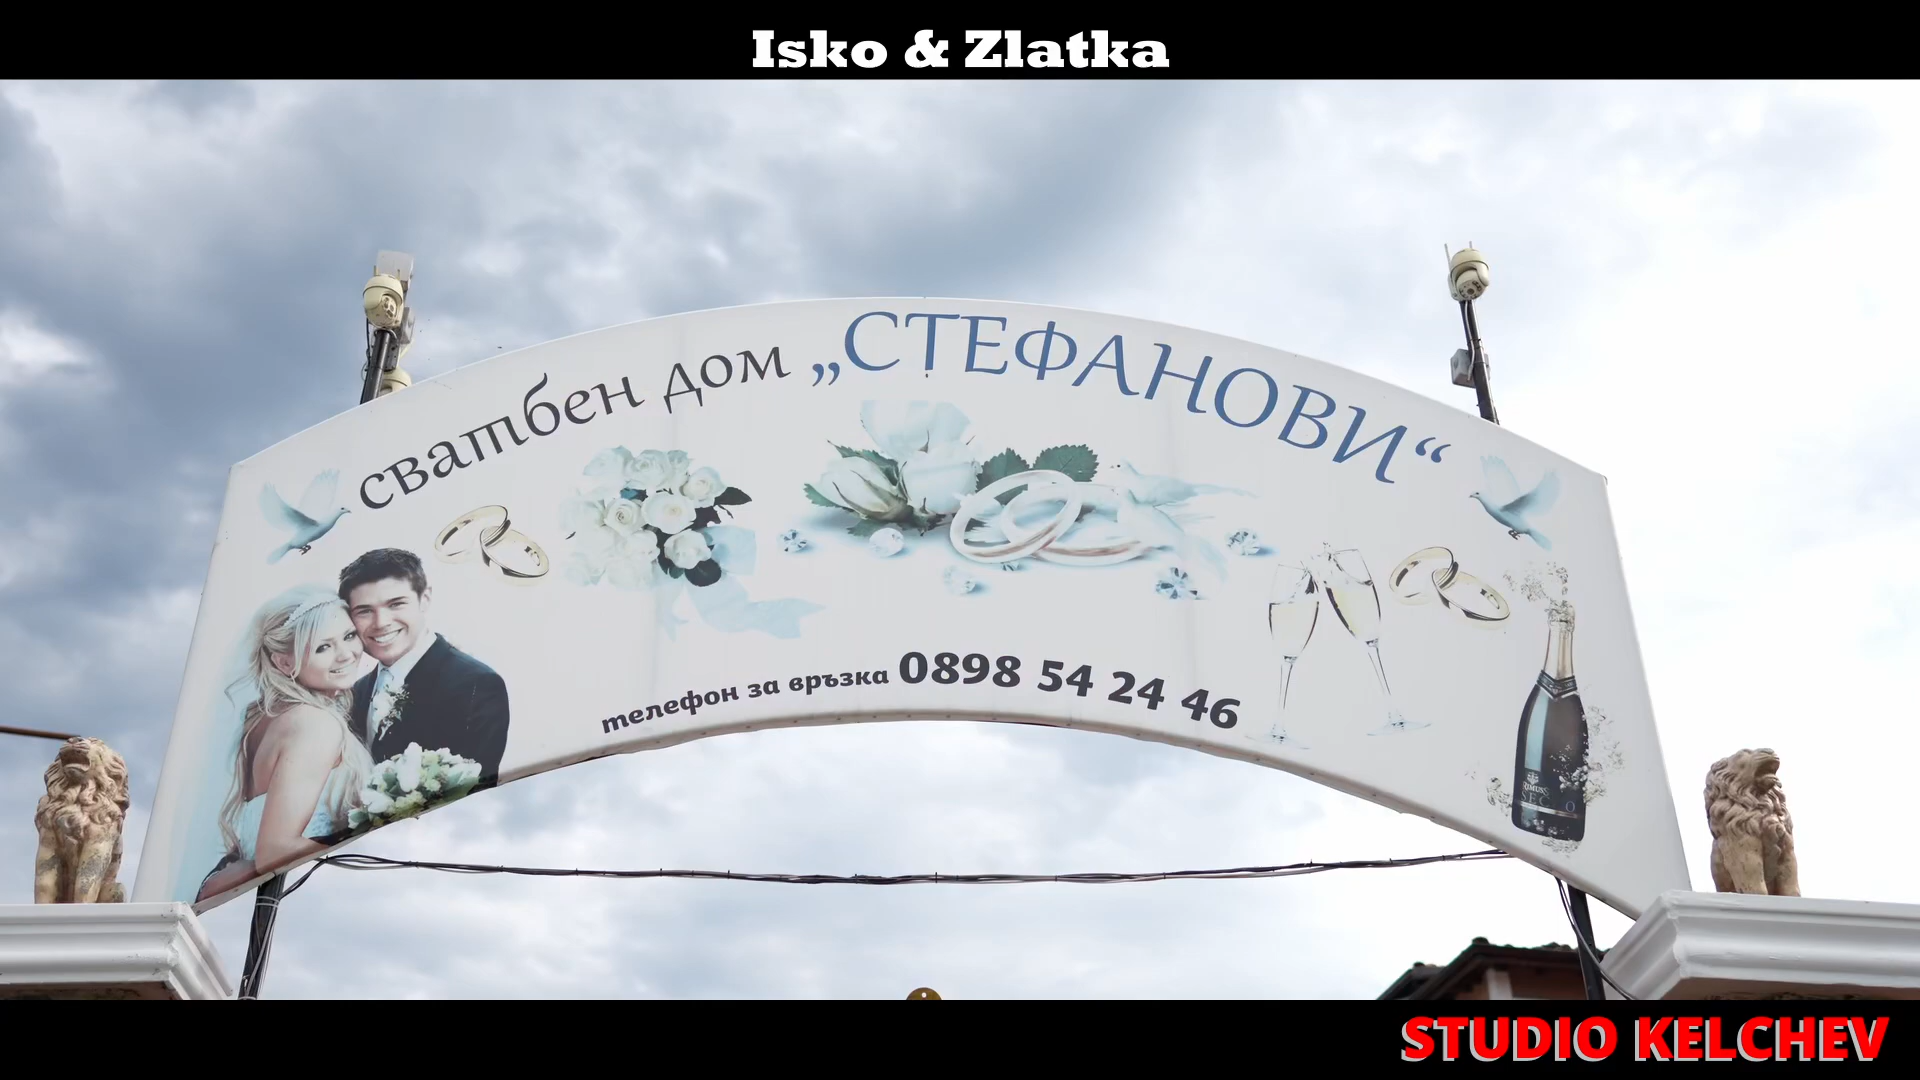 Isko & Zlatka
сватбен дом „СТЕФАНОВИ“
телефон за връзка 0898 54 24 46
STUDIO KELCHEV